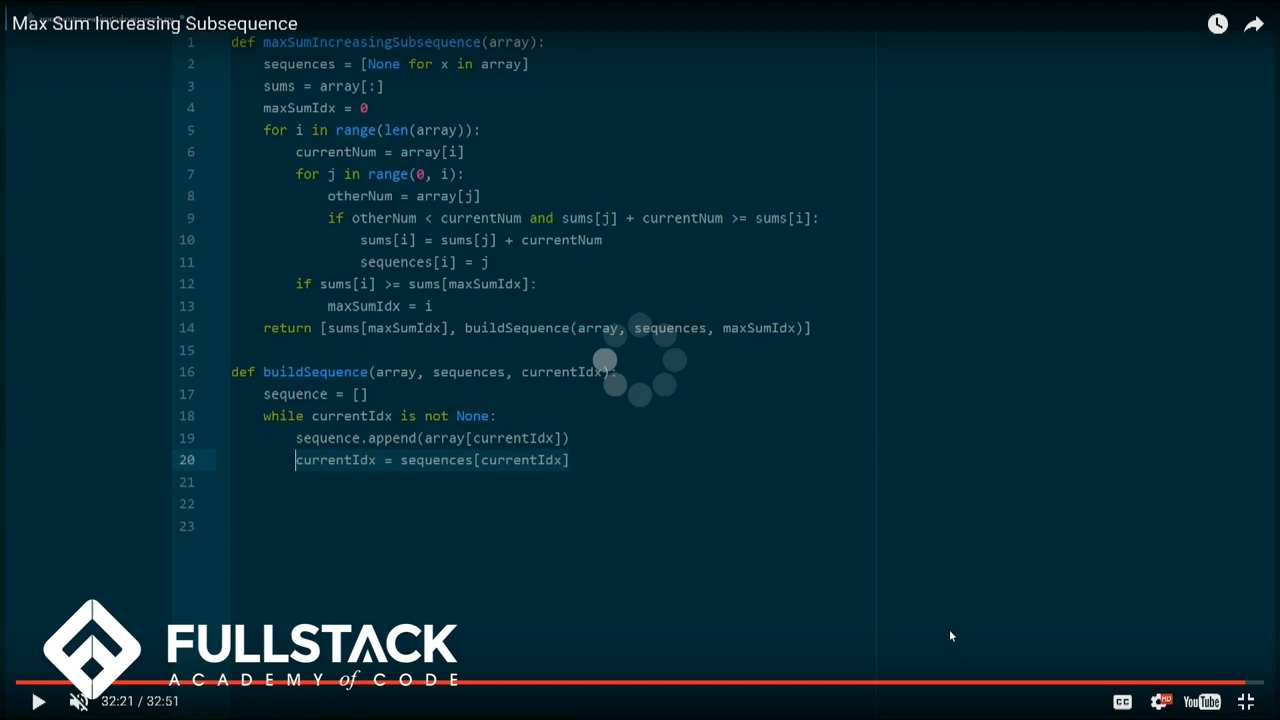 Max Sum Increasing Subsequence
1 def maxSumIncreasingSubsequence(array):
2     sequences = [None for x in array]
3     sums = array[:]
4     maxSumIdx = 0
5     for i in range(len(array)):
6         currentNum = array[i]
7         for j in range(0, i):
8             otherNum = array[j]
9             if otherNum < currentNum and sums[j] + currentNum >= sums[i]:
10                 sums[i] = sums[j] + currentNum
11                 sequences[i] = j
12         if sums[i] >= sums[maxSumIdx]:
13             maxSumIdx = i
14     return [sums[maxSumIdx], buildSequence(array, sequences, maxSumIdx)]
15
16 def buildSequence(array, sequences, currentIdx):
17     sequence = []
18     while currentIdx is not None:
19         sequence.append(array[currentIdx])
20         currentIdx = sequences[currentIdx]
21
22
23
FULLSTACK
ACADEMY of CODE
32:21 / 32:51
CC
HD
YouTube